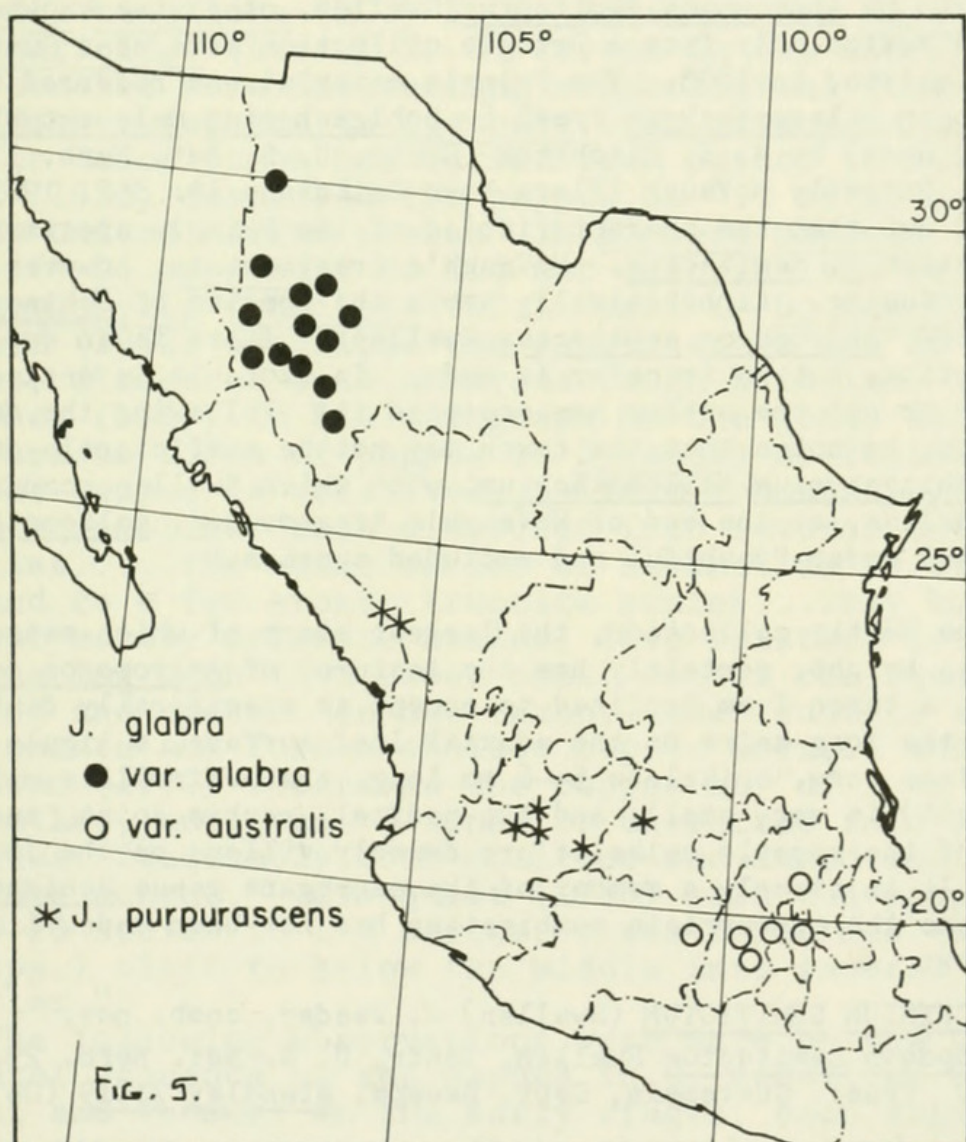 110° 105° 100°
30°
25°
J. glabra
● var. glabra
○ var. australis
20°
* J. purpurascens
FIG. 5.